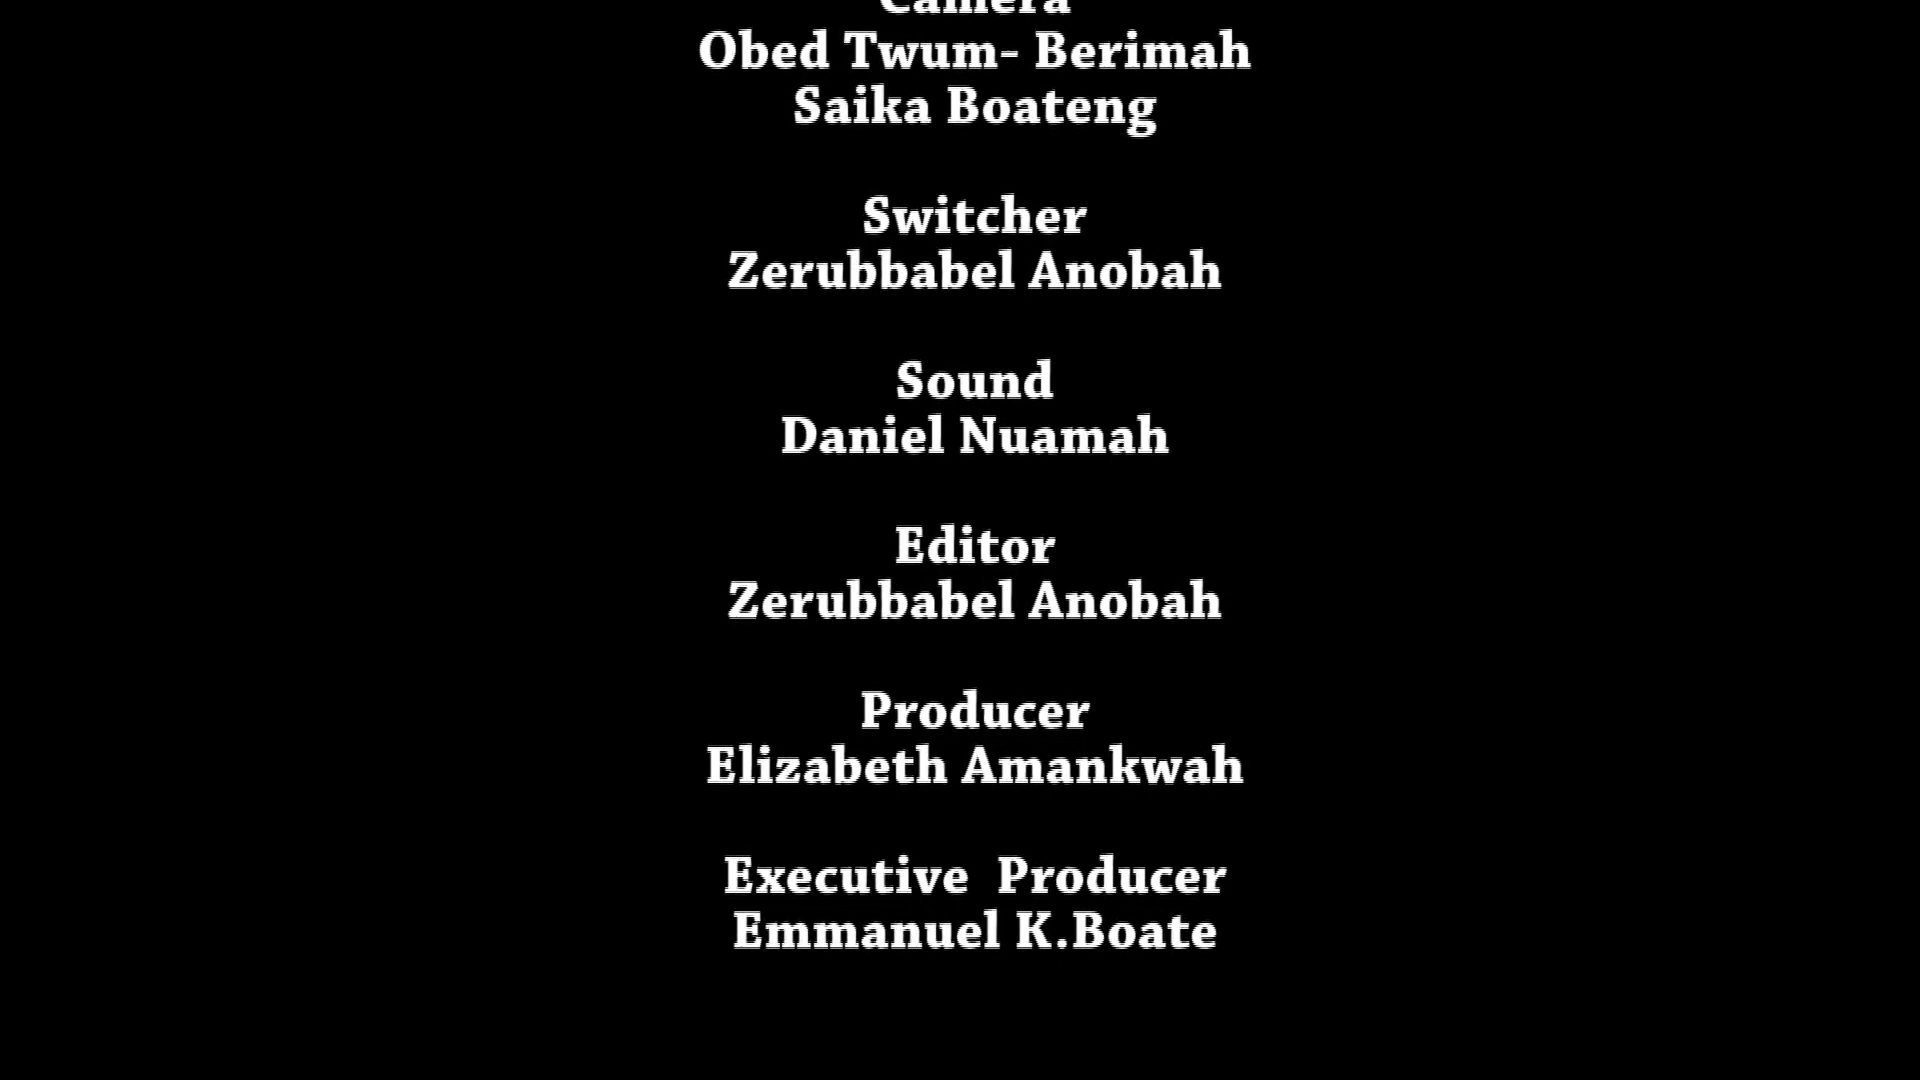 Camera
Obed Twum- Berimah
Saika Boateng
Switcher
Zerubbabel Anobah
Sound
Daniel Nuamah
Editor
Zerubbabel Anobah
Producer
Elizabeth Amankwah
Executive  Producer
Emmanuel K.Boate